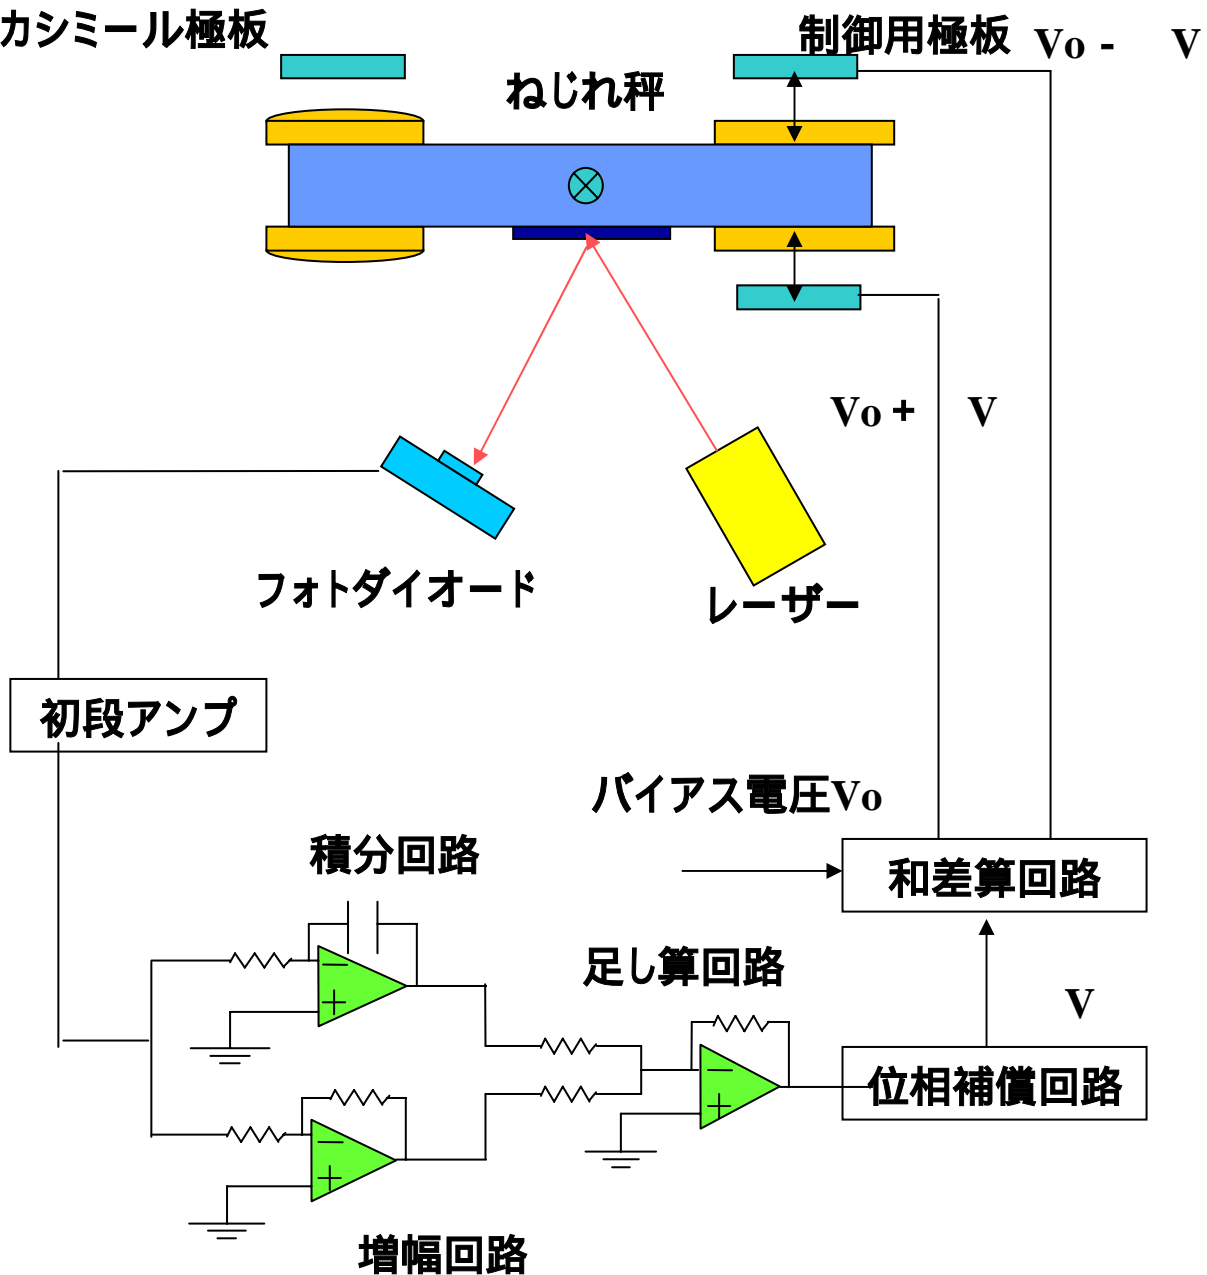 カシミール極板
制御用極板
Vo - V
ねじれ秤
Vo + V
フォトダイオード
レーザー
初段アンプ
バイアス電圧Vo
積分回路
和差算回路
足し算回路
V
位相補償回路
増幅回路